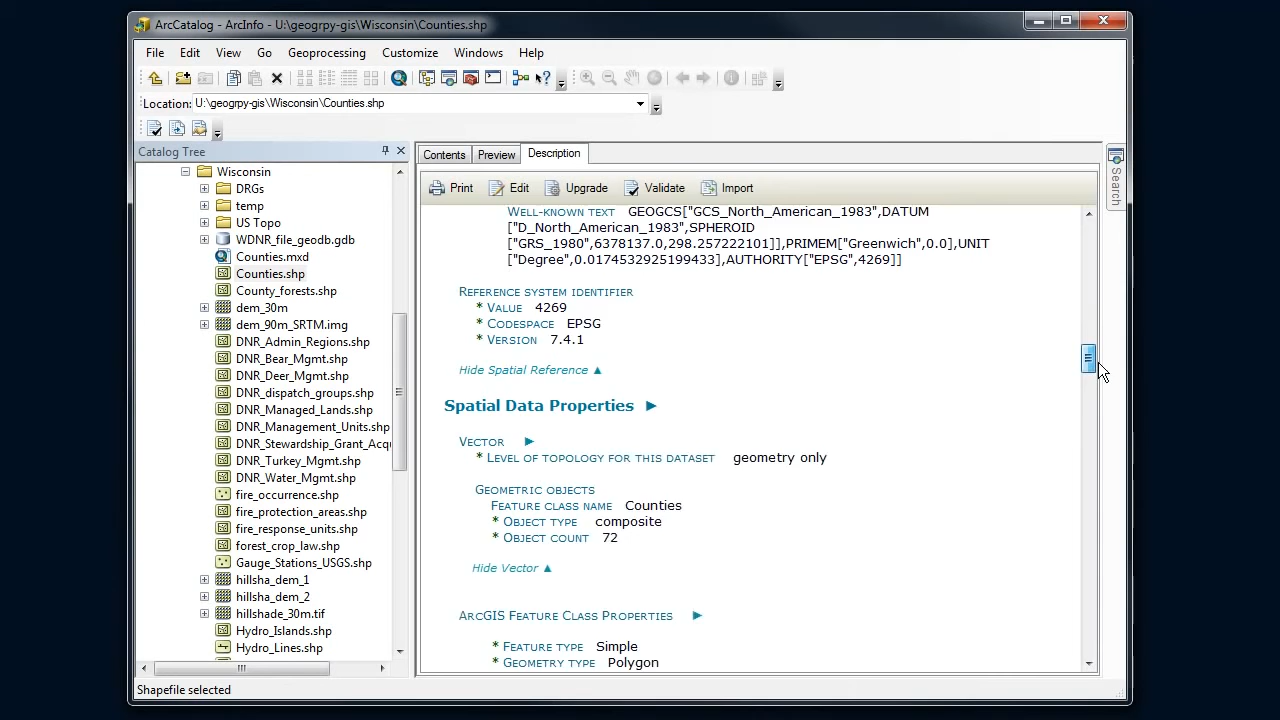 ArcCatalog - ArcInfo - U:\geogrpy-gis\Wisconsin\Counties.shp
File Edit View Go Geoprocessing Customize Windows Help
Location: U:\geogrpy-gis\Wisconsin\Counties.shp
Catalog Tree
Wisconsin
DRGs
temp
US Topo
WDNR_file_geodb.gdb
Counties.mxd
Counties.shp
County_forests.shp
dem_30m
dem_90m_SRTM.img
DNR_Admin_Regions.shp
DNR_Bear_Mgmt.shp
DNR_Deer_Mgmt.shp
DNR_dispatch_groups.shp
DNR_Managed_Lands.shp
DNR_Management_Units.shp
DNR_Stewardship_Grant_Acqu
DNR_Turkey_Mgmt.shp
DNR_Water_Mgmt.shp
fire_occurrence.shp
fire_protection_areas.shp
fire_response_units.shp
forest_crop_law.shp
Gauge_Stations_USGS.shp
hillsha_dem_1
hillsha_dem_2
hillshade_30m.tif
Hydro_Islands.shp
Hydro_Lines.shp
Contents Preview Description
Print Edit Upgrade Validate Import
WELL-KNOWN TEXT GEOGCS["GCS_North_American_1983",DATUM
["D_North_American_1983",SPHEROID
["GRS_1980",6378137.0,298.257222101]],PRIMEM["Greenwich",0.0],UNIT
["Degree",0.0174532925199433],AUTHORITY["EPSG",4269]]
REFERENCE SYSTEM IDENTIFIER
* VALUE 4269
* CODESPACE EPSG
* VERSION 7.4.1
Hide Spatial Reference ▲
Spatial Data Properties ►
VECTOR ►
* LEVEL OF TOPOLOGY FOR THIS DATASET geometry only
GEOMETRIC OBJECTS
FEATURE CLASS NAME Counties
* OBJECT TYPE composite
* OBJECT COUNT 72
Hide Vector ▲
ARCGIS FEATURE CLASS PROPERTIES ►
* FEATURE TYPE Simple
* GEOMETRY TYPE Polygon
Search
Shapefile selected